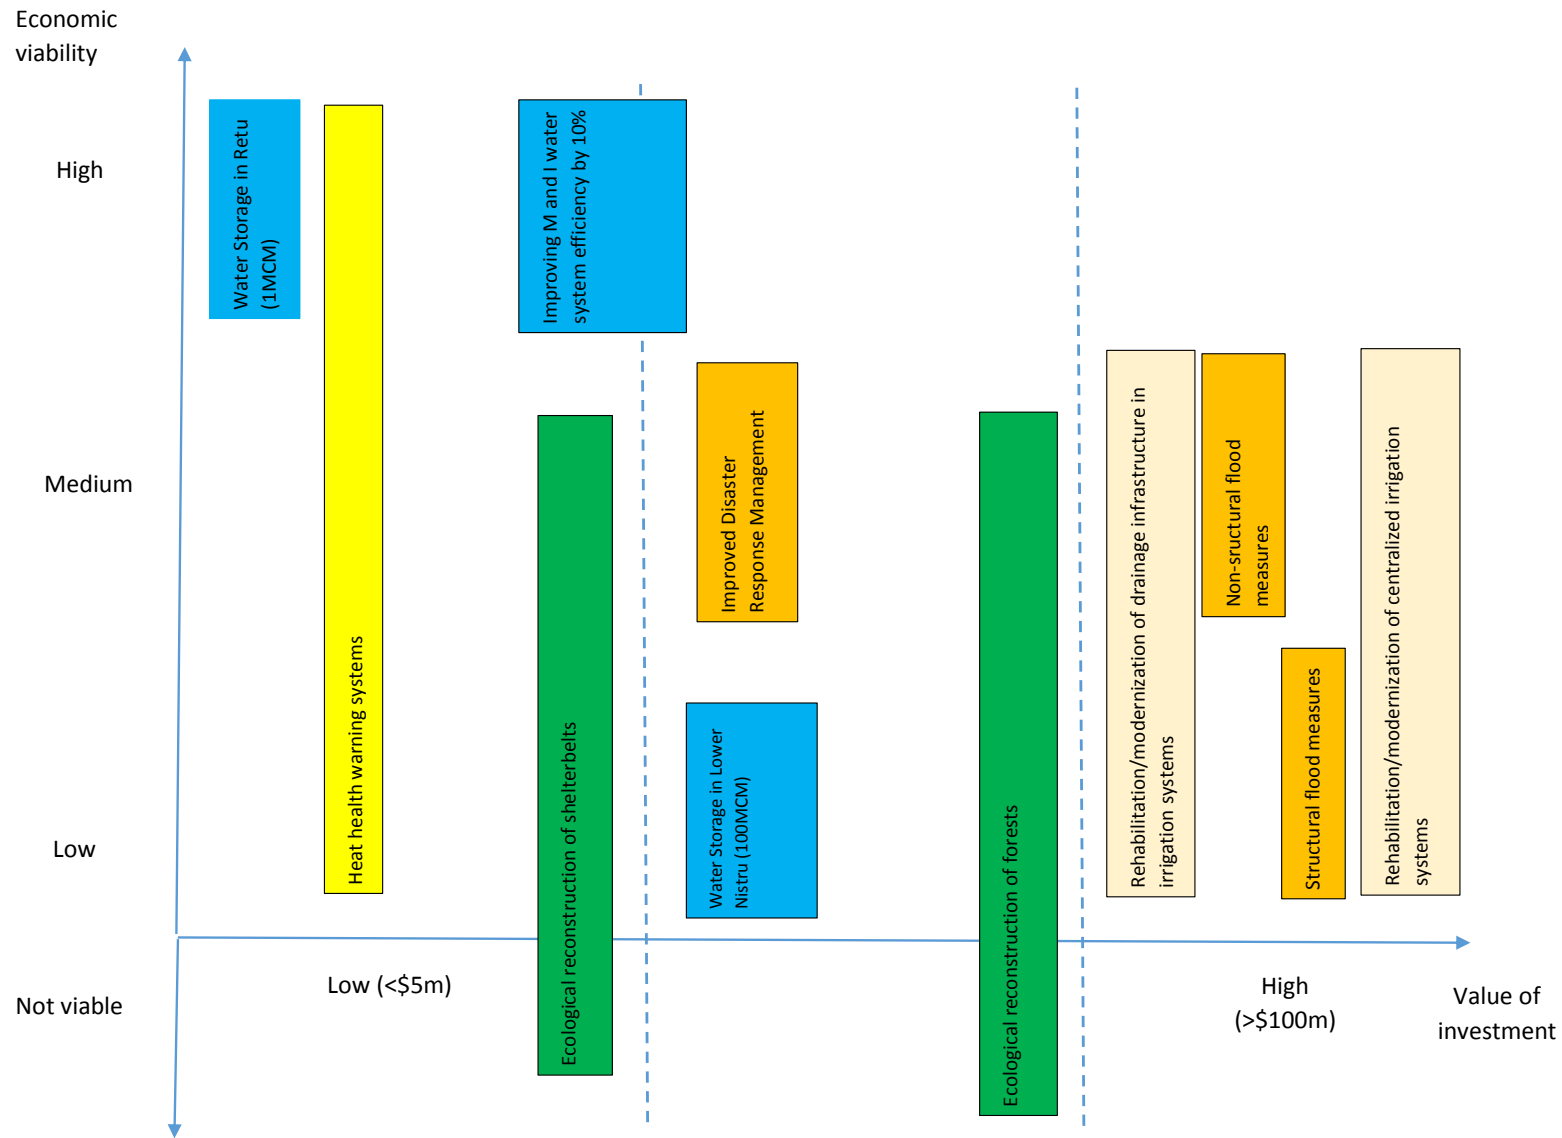 Economic
viability
High
Medium
Low
Not viable
Water Storage in Retu
(1MCM)
Heat health warning systems
Improving M and I water
system efficiency by 10%
Ecological reconstruction of shelterbelts
Improved Disaster
Response Management
Water Storage in Lower
Nistru (100MCM)
Ecological reconstruction of forests
Rehabilitation/modernization of drainage infrastructure in
irrigation systems
Non-sructural flood
measures
Structural flood measures
Rehabilitation/modernization of centralized irrigation
systems
Low (<$5m)
High
(>$100m)
Value of
investment